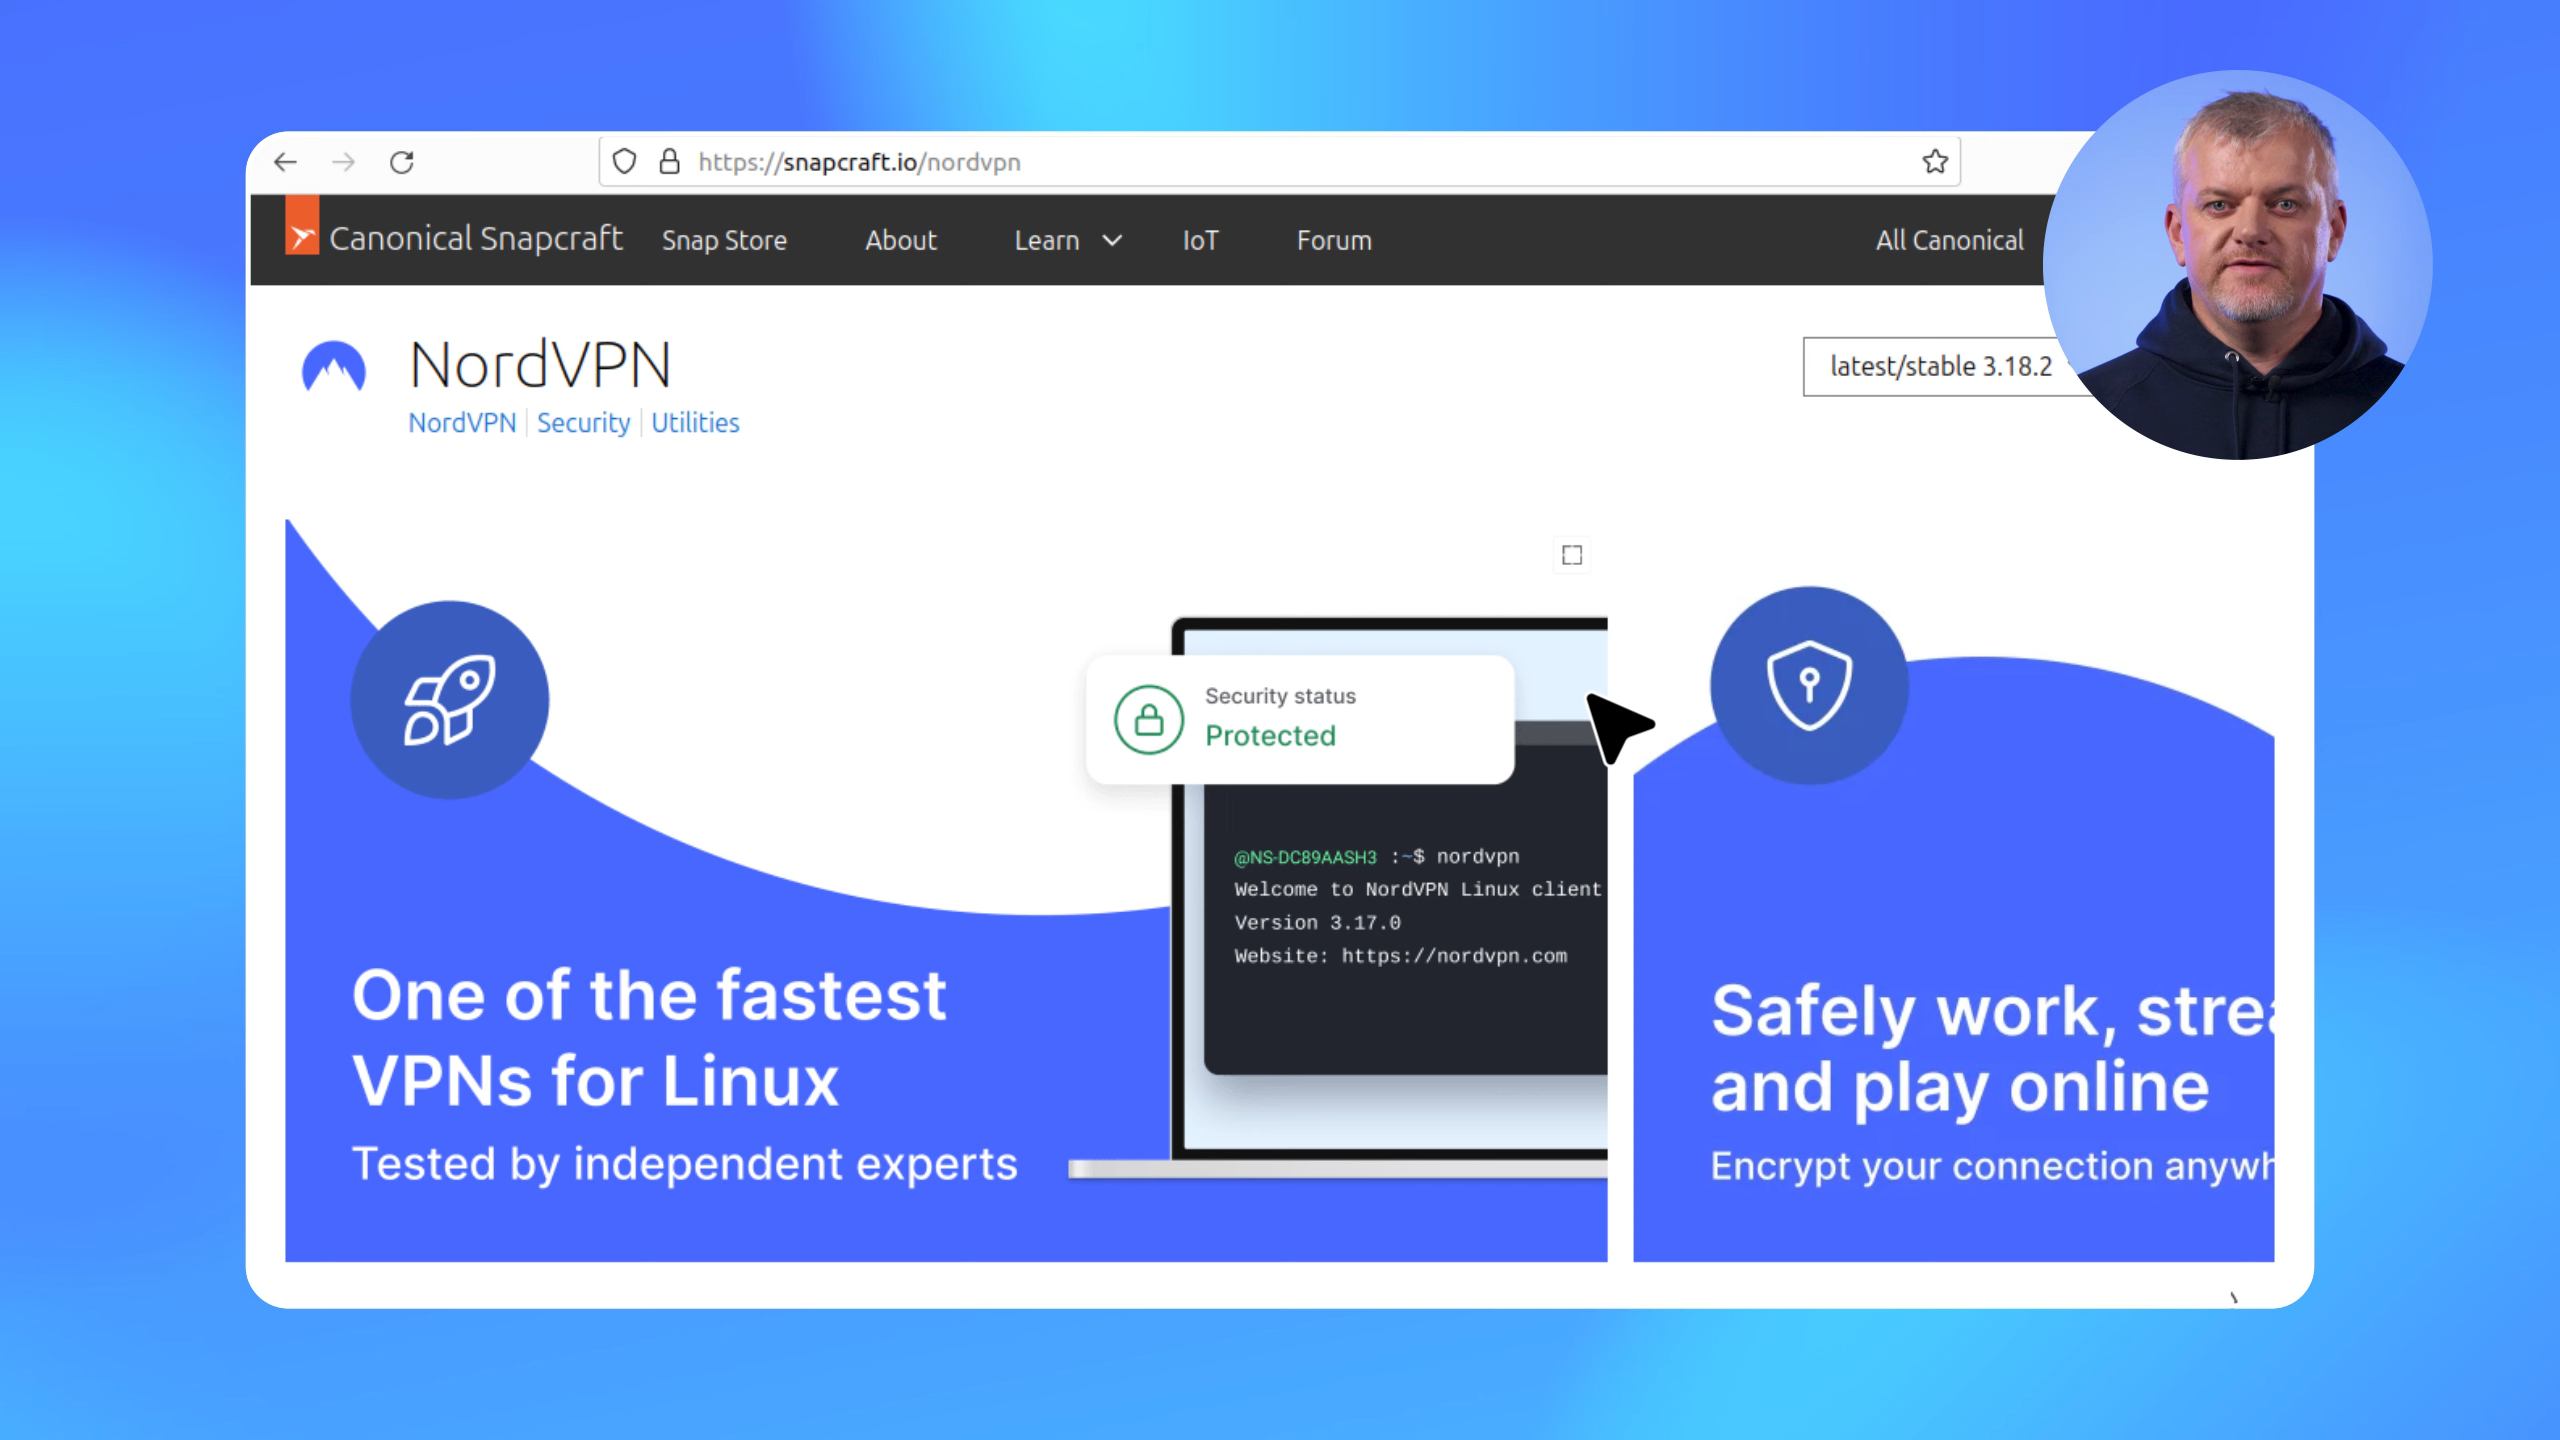 https://snapcraft.io/nordvpn
Canonical Snapcraft Snap Store About Learn IoT Forum All Canonical
NordVPN
latest/stable 3.18.2
NordVPN | Security | Utilities
Security status
Protected
@NS-DC89AASH3 :~$ nordvpn
Welcome to NordVPN Linux client
Version 3.17.0
Website: https://nordvpn.com
One of the fastest
VPNs for Linux
Tested by independent experts
Safely work,
and play online
Encrypt your connection